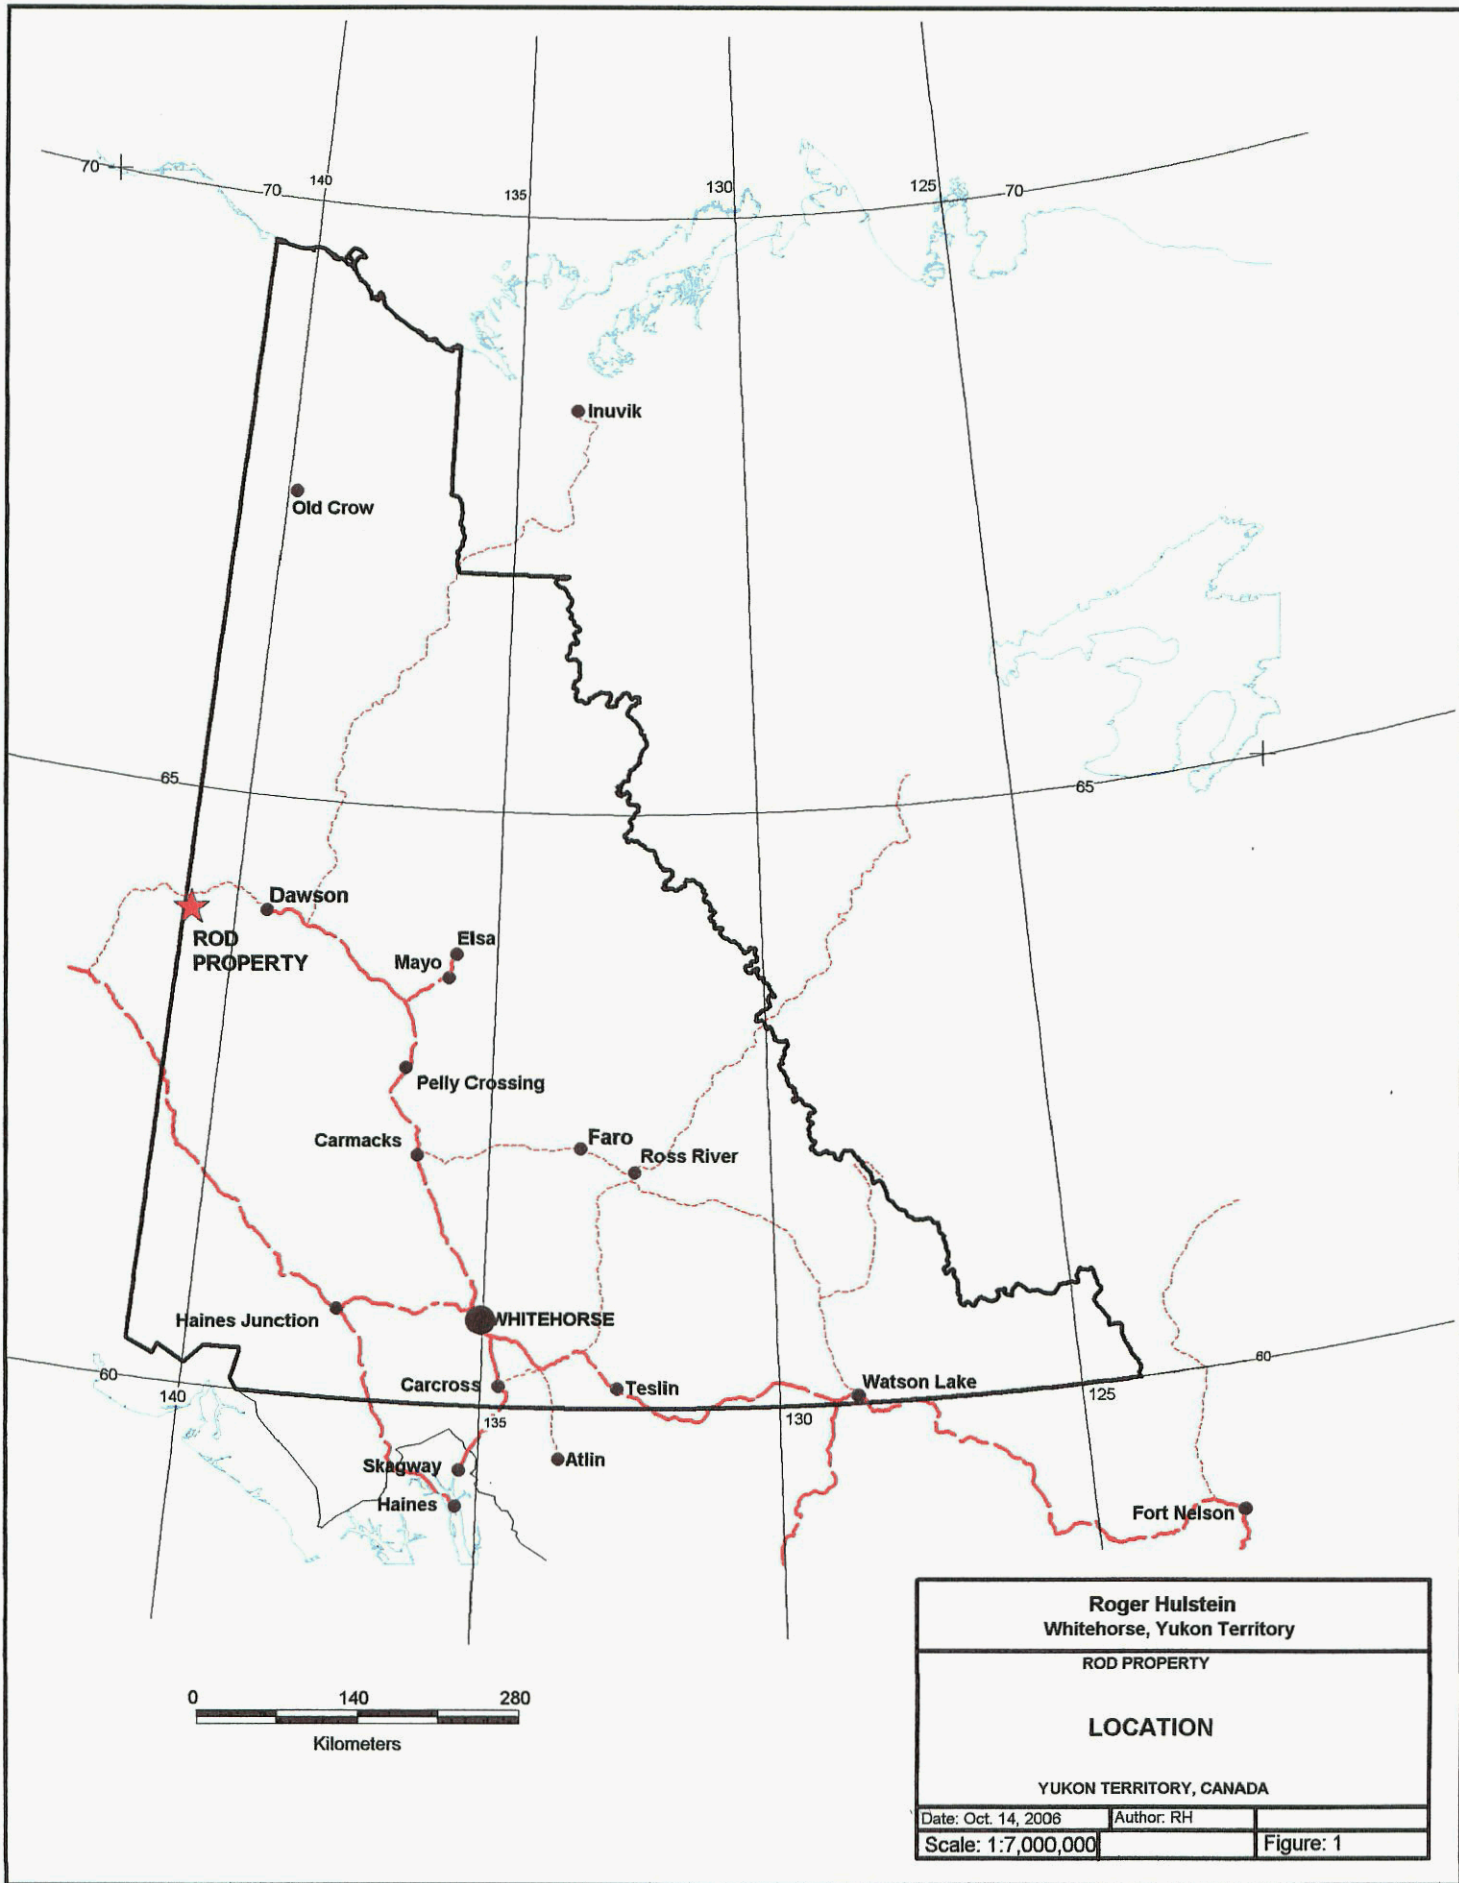 70
70
140
135
130
125
70
Inuvik
Old Crow
65
65
Dawson
ROD
PROPERTY
Elsa
Mayo
Pelly Crossing
Carmacks
Faro
Ross River
Haines Junction
WHITEHORSE
60
140
Carcross
Teslin
Watson Lake
60
125
135
130
Skagway
Atlin
Haines
Fort Nelson
0 140 280
Kilometers
Roger Hulstein
Whitehorse, Yukon Territory
ROD PROPERTY
LOCATION
YUKON TERRITORY, CANADA
Date: Oct. 14, 2006 Author: RH
Scale: 1:7,000,000 Figure: 1